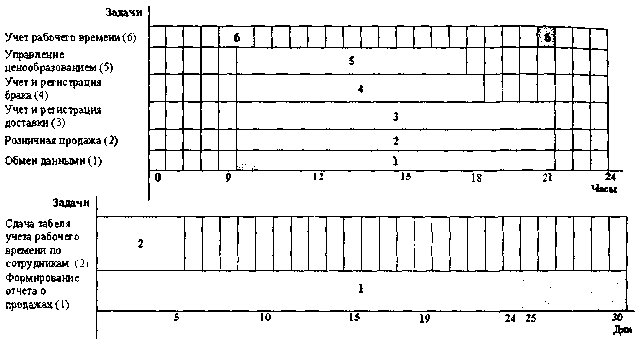 Задачи
Учет рабочего времени (6)
6
6
Управление
ценообразованием (5)
5
Учет и регистрация
брака (4)
4
Учет и регистрация
доставки (3)
3
Розничная продажа (2)
2
Обмен данными (1)
1
0 9 12 15 18 21 24
Часы
Задачи
Сдача табеля
учета рабочего
времени по
сотрудникам (2)
2
Формирование
отчета о
продажах (1)
1
5 10 15 19 24 25 30
Дни